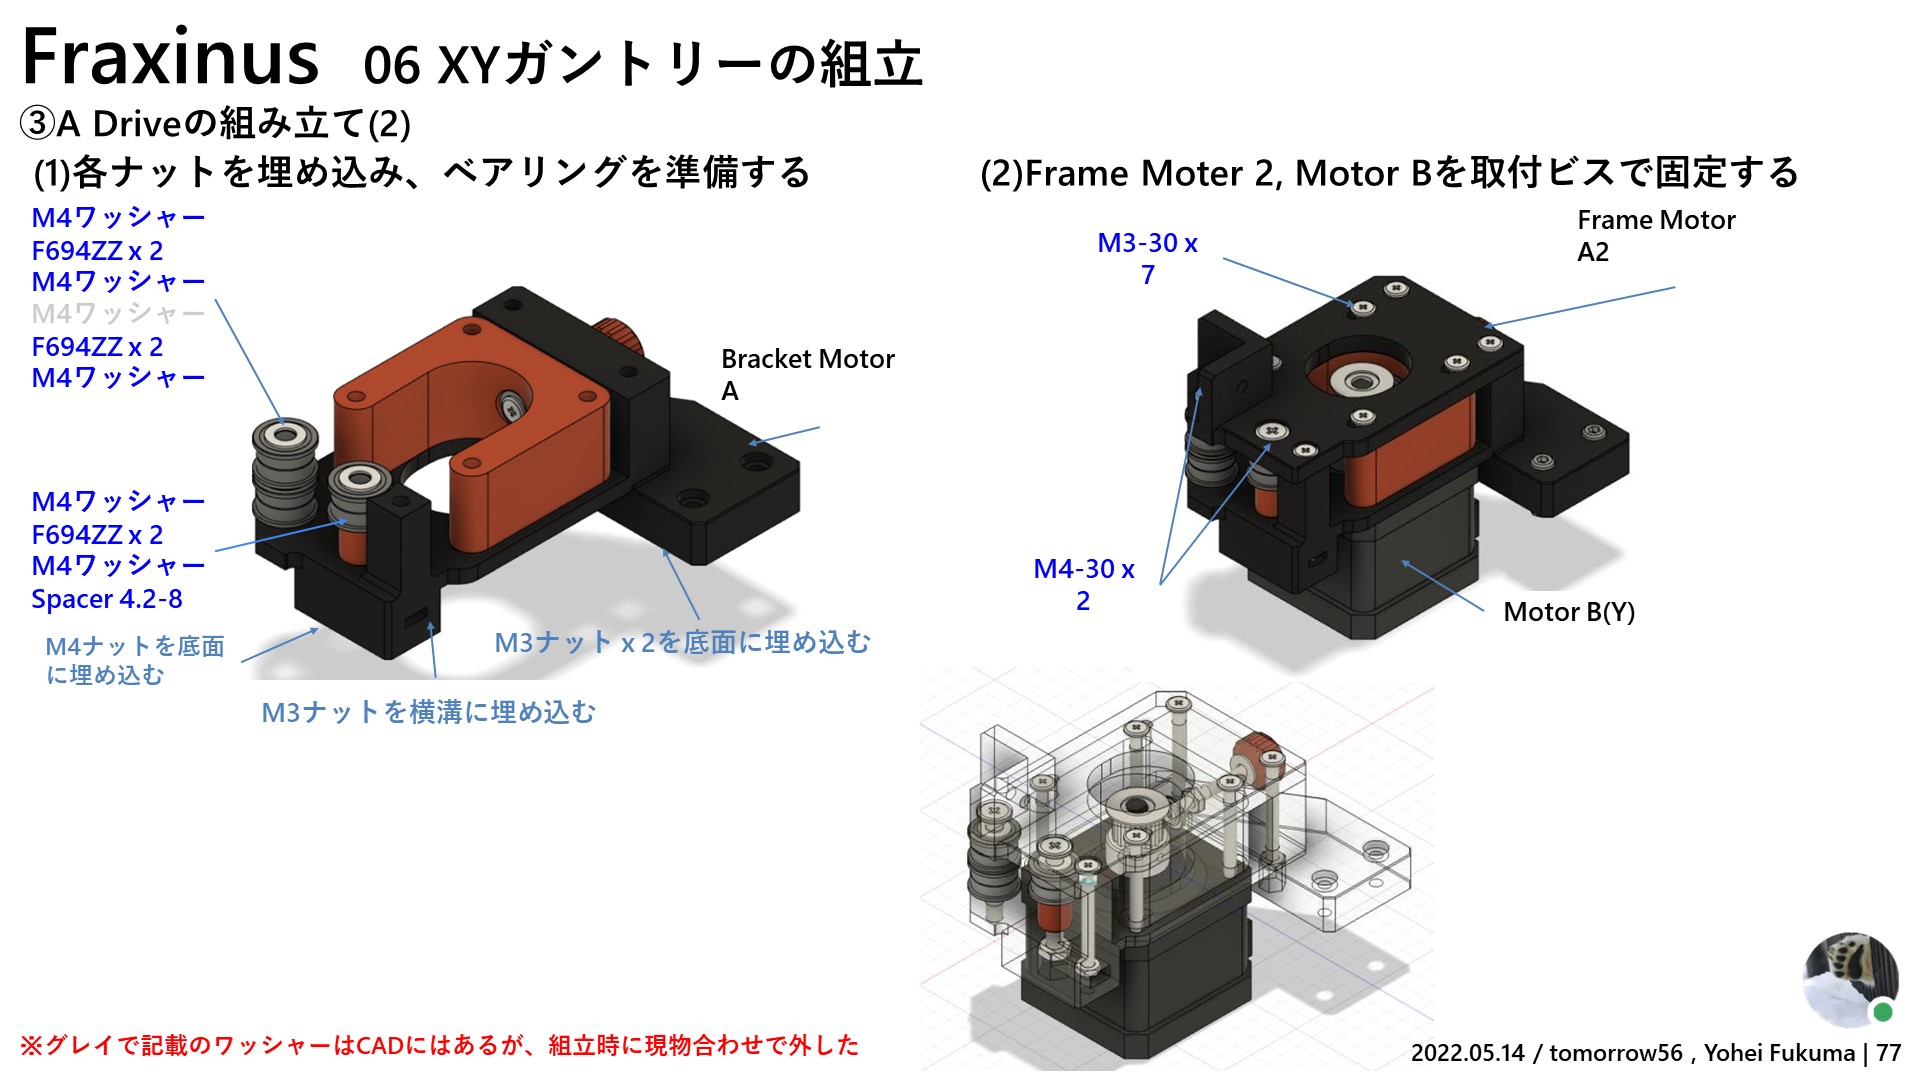 Fraxinus 06 XYガントリーの組立
③A Driveの組み立て(2)
(1)各ナットを埋め込み、ベアリングを準備する
M4ワッシャー
F694ZZ x 2
M4ワッシャー
M4ワッシャー
F694ZZ x 2
M4ワッシャー
Bracket Motor
A
M4ワッシャー
F694ZZ x 2
M4ワッシャー
Spacer 4.2-8
M4ナットを底面
に埋め込む
M3ナット x 2を底面に埋め込む
M3ナットを横溝に埋め込む
(2)Frame Moter 2, Motor Bを取付ビスで固定する
M3-30 x
7
Frame Motor
A2
M4-30 x
2
Motor B(Y)
※グレイで記載のワッシャーはCADにはあるが、組立時に現物合わせで外した
2022.05.14 / tomorrow56 , Yohei Fukuma | 77